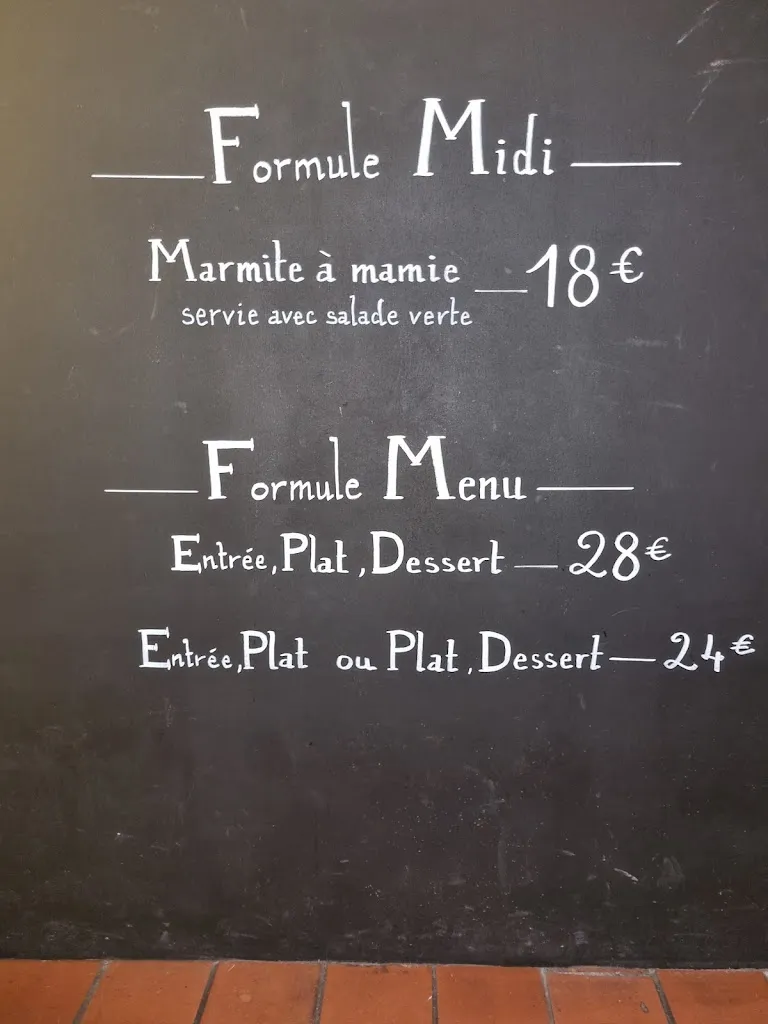 Formule Midi
Marmite à mamie — 18 €
servie avec salade verte
Formule Menu
Entrée, Plat, Dessert — 28 €
Entrée, Plat ou Plat, Dessert — 24 €